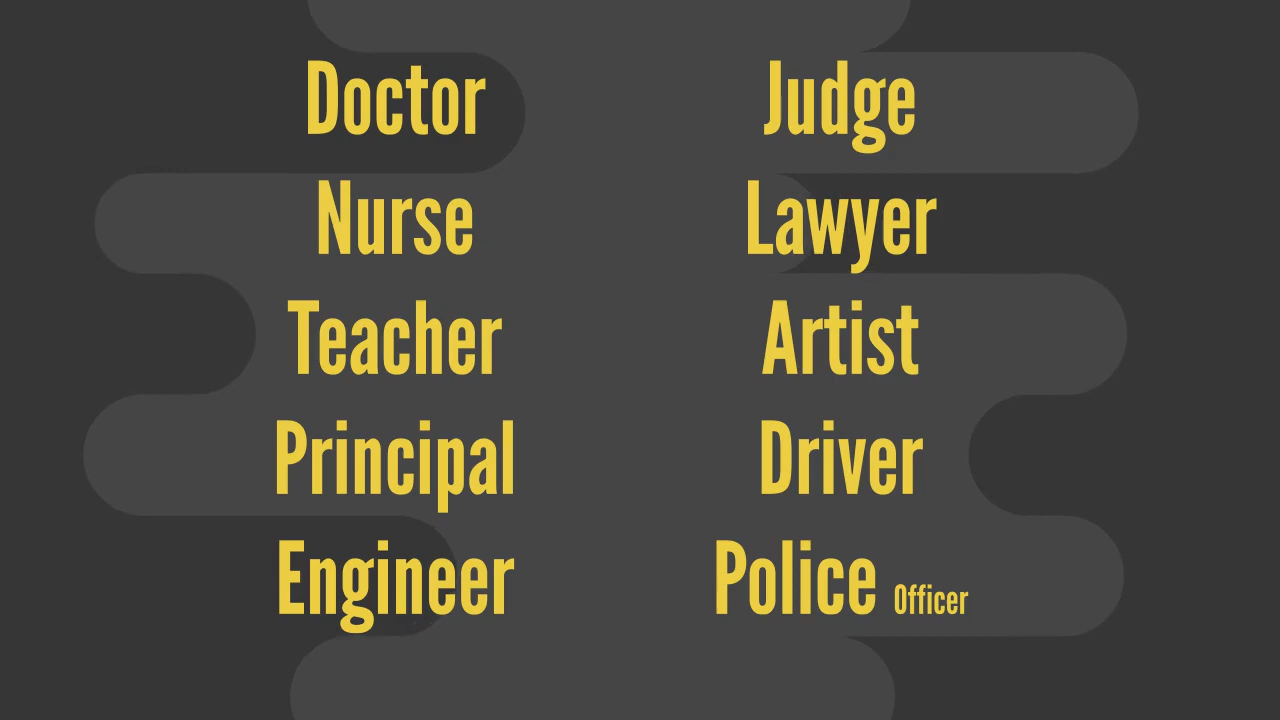 Doctor
Nurse
Teacher
Principal
Engineer
Judge
Lawyer
Artist
Driver
Police Officer